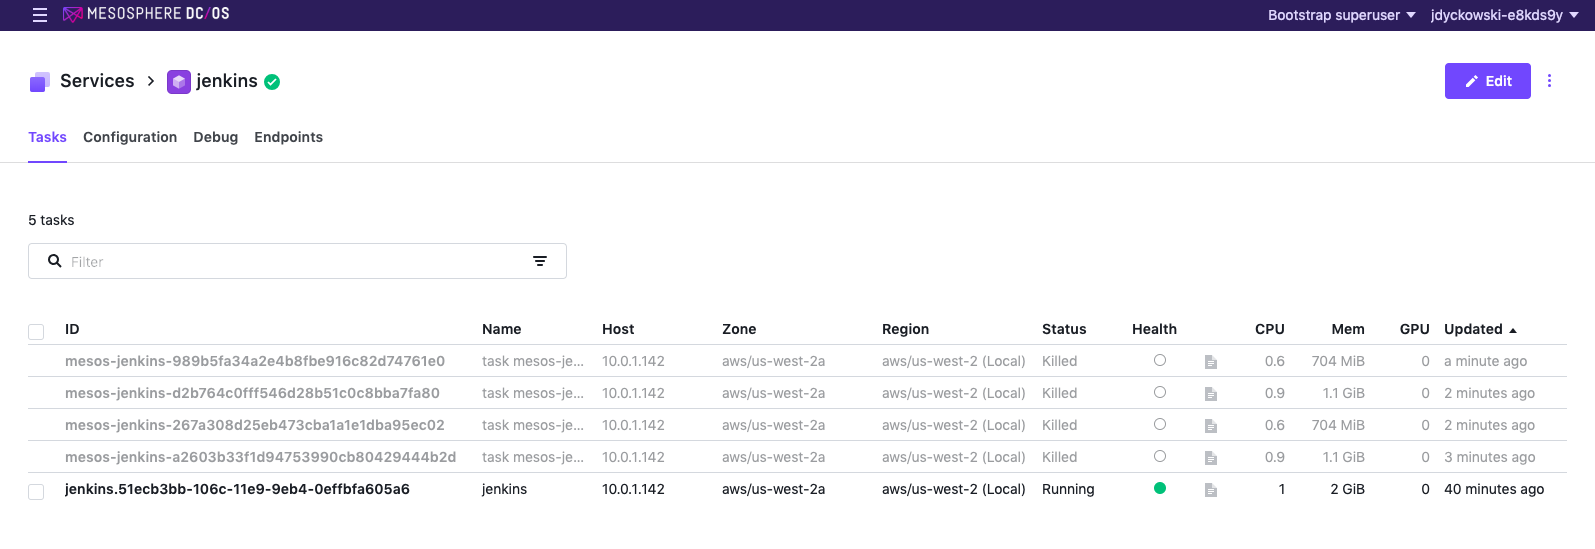 MESOSPHERE DC/OS Bootstrap superuser jdyckowski-e8kds9y
Services jenkins Edit
Tasks Configuration Debug Endpoints
5 tasks
Filter
ID Name Host Zone Region Status Health CPU Mem GPU Updated
mesos-jenkins-989b5fa34a2e4b8fbe916c82d74761e0 task mesos-je... 10.0.1.142 aws/us-west-2a aws/us-west-2 (Local) Killed 0.6 704 MiB 0 a minute ago
mesos-jenkins-d2b764c0fff546d28b51c0c8bba7fa80 task mesos-je... 10.0.1.142 aws/us-west-2a aws/us-west-2 (Local) Killed 0.9 1.1 GiB 0 2 minutes ago
mesos-jenkins-267a308d25eb473cba1a1e1dba95ec02 task mesos-je... 10.0.1.142 aws/us-west-2a aws/us-west-2 (Local) Killed 0.6 704 MiB 0 2 minutes ago
mesos-jenkins-a2603b33f1d94753990cb80429444b2d task mesos-je... 10.0.1.142 aws/us-west-2a aws/us-west-2 (Local) Killed 0.9 1.1 GiB 0 3 minutes ago
jenkins.51ecb3bb-106c-11e9-9eb4-0effbfa605a6 jenkins 10.0.1.142 aws/us-west-2a aws/us-west-2 (Local) Running 1 2 GiB 0 40 minutes ago